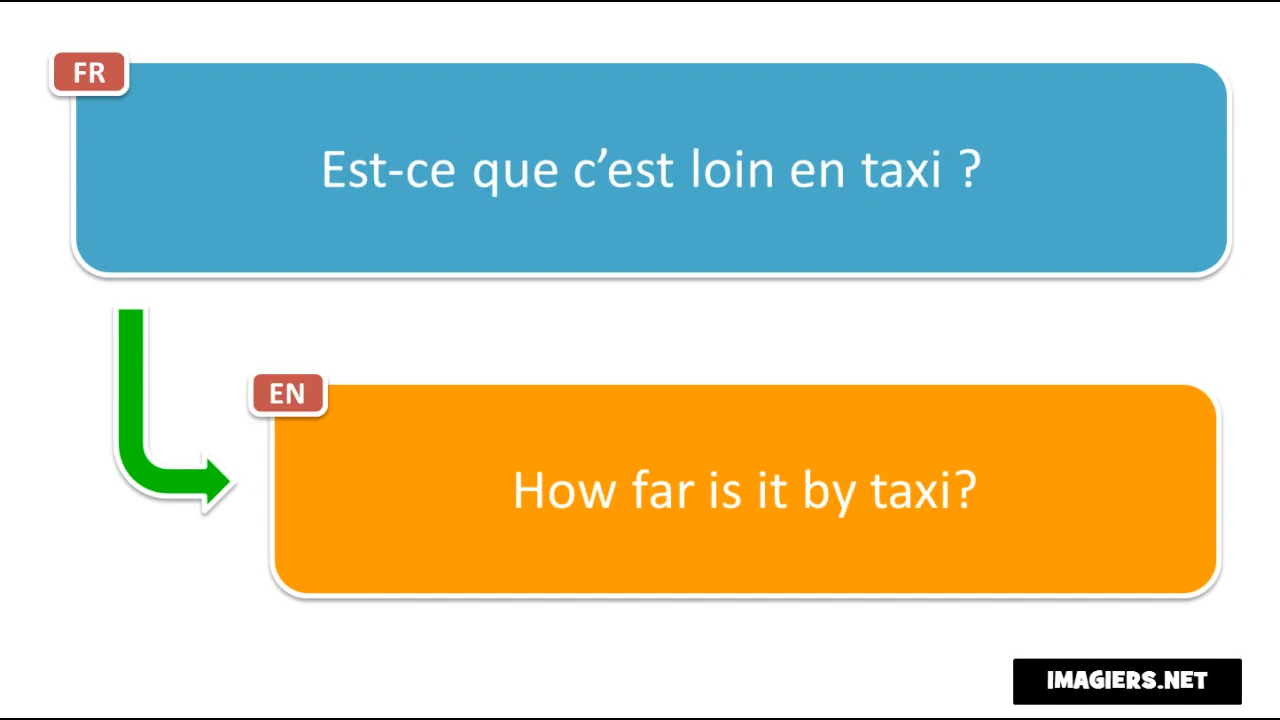 FR
Est-ce que c’est loin en taxi ?
EN
How far is it by taxi?
IMAGIERS.NET